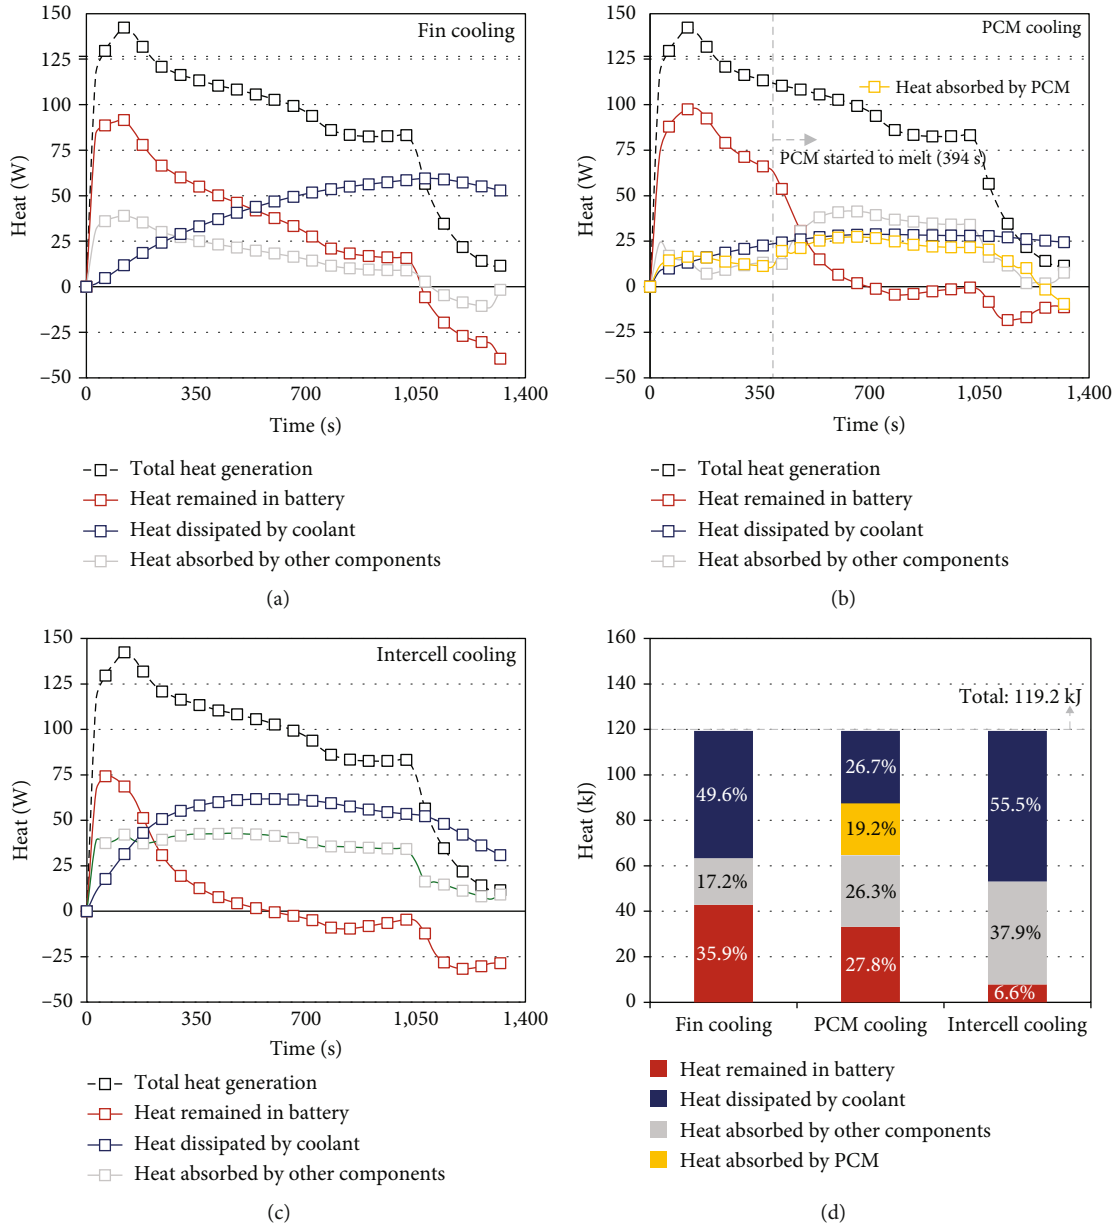 Fin cooling
Heat (W)
150
125
100
75
50
25
0
−25
−50
0
350
700
1,050
1,400
Time (s)
Total heat generation
Heat remained in battery
Heat dissipated by coolant
Heat absorbed by other components
(a)
PCM cooling
Heat absorbed by PCM
PCM started to melt (394 s)
Heat (W)
150
125
100
75
50
25
0
−25
−50
0
350
700
1,050
1,400
Time (s)
Total heat generation
Heat remained in battery
Heat dissipated by coolant
Heat absorbed by other components
(b)
Intercell cooling
Heat (W)
150
125
100
75
50
25
0
−25
−50
0
350
700
1,050
1,400
Time (s)
Total heat generation
Heat remained in battery
Heat dissipated by coolant
Heat absorbed by other components
(c)
Heat (kJ)
160
140
120
100
80
60
40
20
0
Total: 119.2 kJ
49.6%
17.2%
35.9%
26.7%
19.2%
26.3%
27.8%
55.5%
37.9%
6.6%
Fin cooling
PCM cooling
Intercell cooling
Heat remained in battery
Heat dissipated by coolant
Heat absorbed by other components
Heat absorbed by PCM
(d)